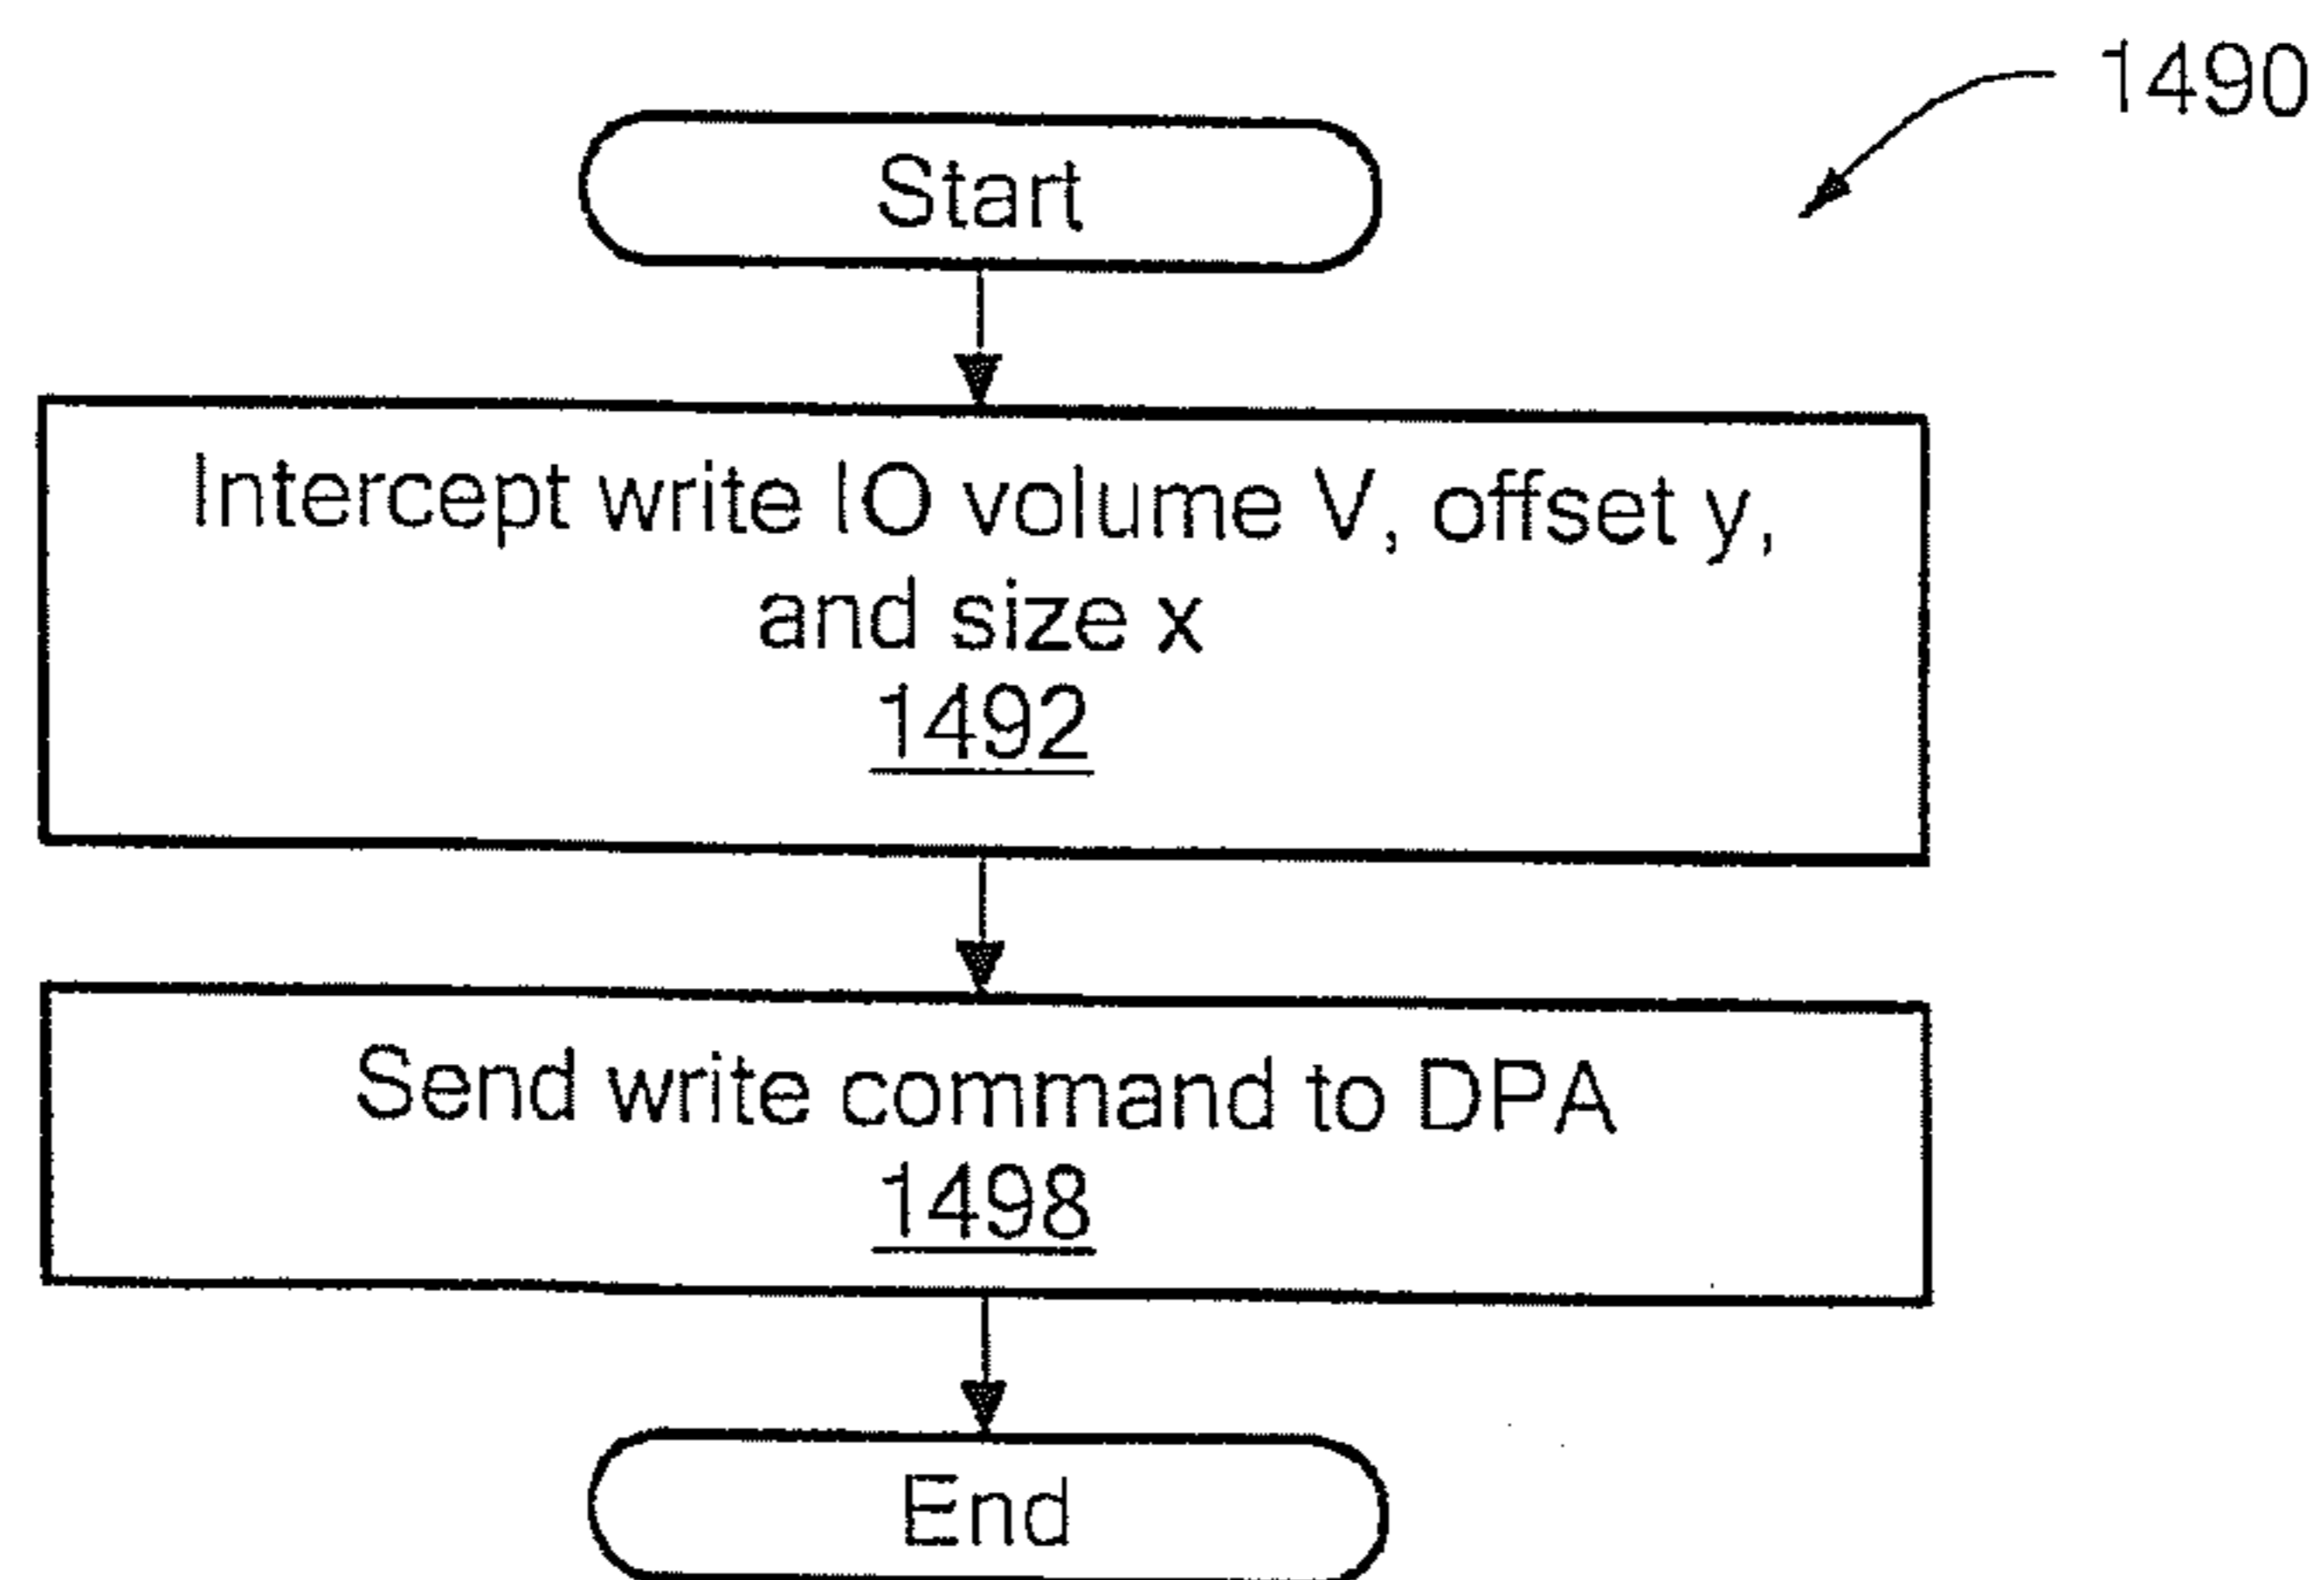 1490
Start
Intercept write IO volume V, offset y,
and size x
1492
Send write command to DPA
1498
End